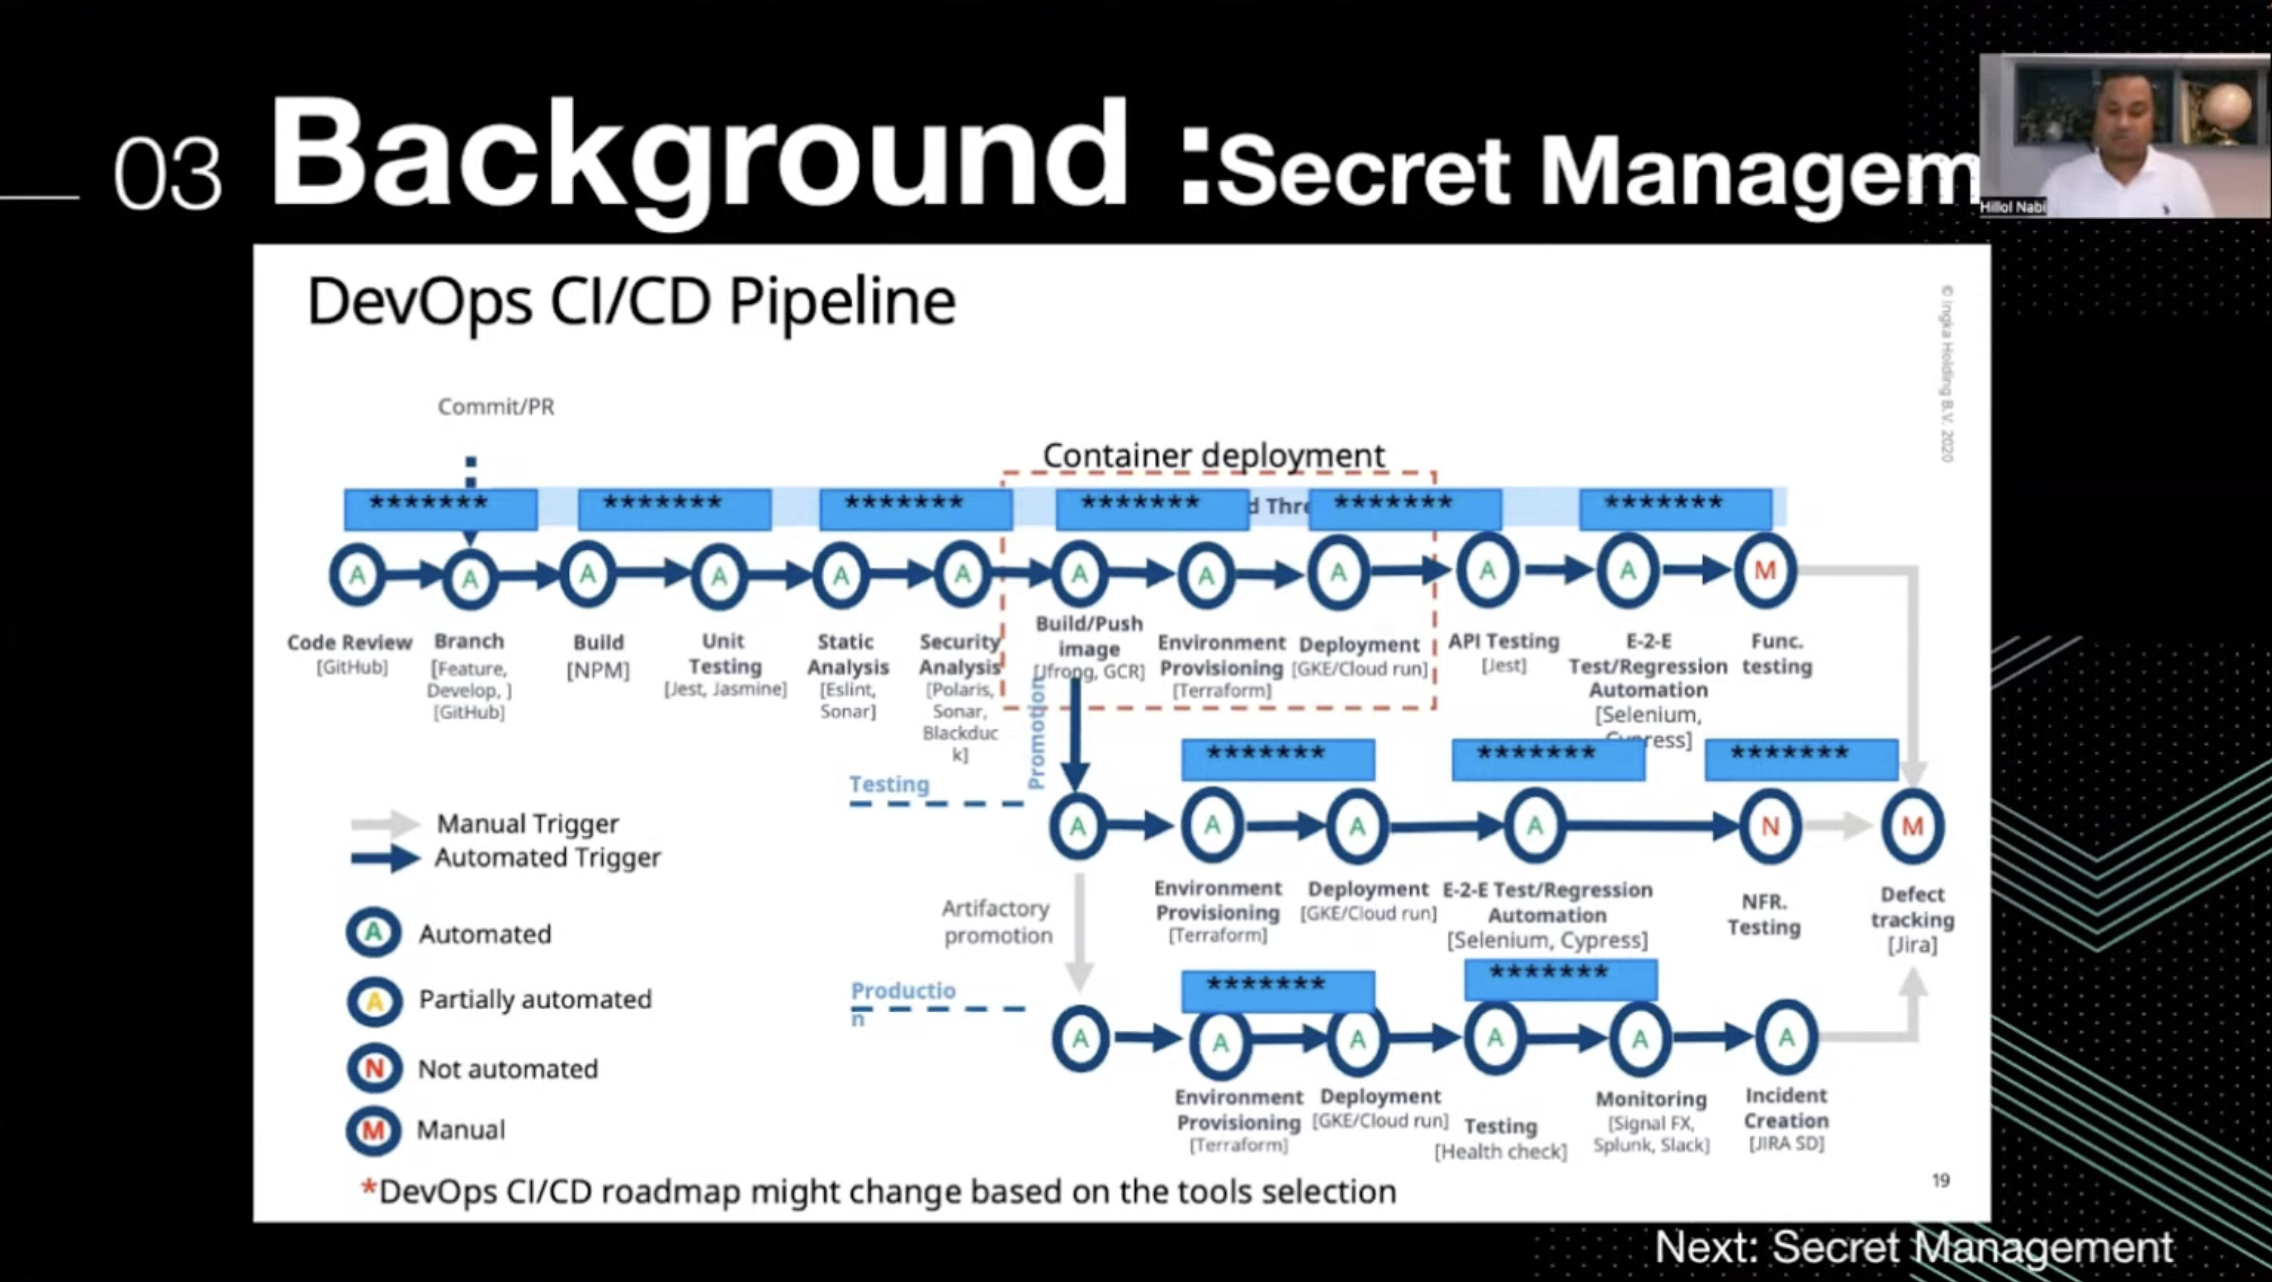 03 Background :Secret Managem
Hillol Nabi
DevOps CI/CD Pipeline
© Ingka Holding B.V. 2020
Commit/PR
Container deployment
*******
*******
*******
*******
d Thre
*******
*******
A
A
A
A
A
A
A
A
A
A
A
M
Code Review
[GitHub]
Branch
[Feature,
Develop, ]
[GitHub]
Build
[NPM]
Unit
Testing
[Jest, Jasmine]
Static
Analysis
[Eslint,
Sonar]
Security
Analysis
[Polaris,
Sonar,
Blackduc
k]
Build/Push
image
[Jfrong, GCR]
Environment
Provisioning
[Terraform]
Deployment
[GKE/Cloud run]
API Testing
[Jest]
E-2-E
Test/Regression
Automation
[Selenium,
Cypress]
Func.
testing
Promotion
Testing
*******
*******
*******
A
A
A
A
N
M
Environment
Provisioning
[Terraform]
Deployment
[GKE/Cloud run]
E-2-E Test/Regression
Automation
[Selenium, Cypress]
NFR.
Testing
Defect
tracking
[Jira]
Manual Trigger
Automated Trigger
A Automated
A Partially automated
N Not automated
M Manual
Artifactory
promotion
Productio
n
*******
*******
A
A
A
A
A
A
Environment
Provisioning
[Terraform]
Deployment
[GKE/Cloud run]
Testing
[Health check]
Monitoring
[Signal FX,
Splunk, Slack]
Incident
Creation
[JIRA SD]
*DevOps CI/CD roadmap might change based on the tools selection
19
Next: Secret Management